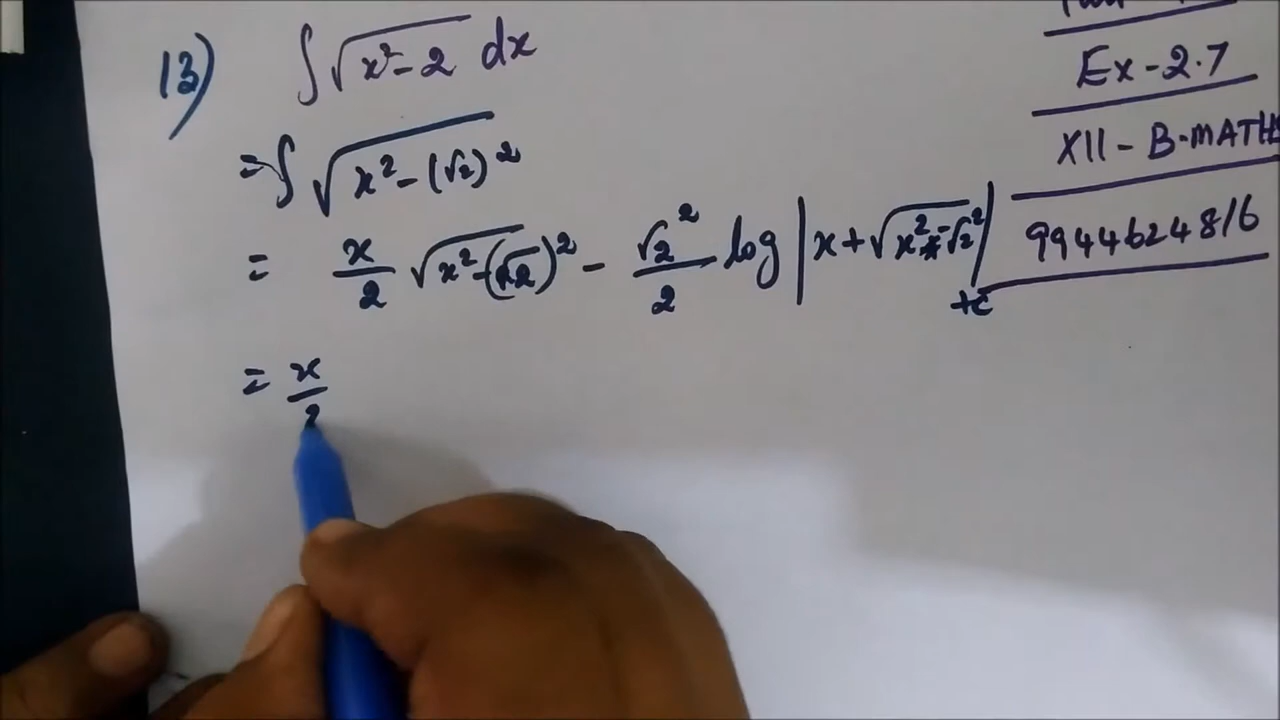 13) ∫ √(x² - 2) dx
= ∫ √(x² - (√2)²)
= x/2 √(x² - (√2)²) - √2²/2 log |x + √(x² - √2²)| + c
= x/2
Ex - 2.7
XII - B-MATH
9944624816